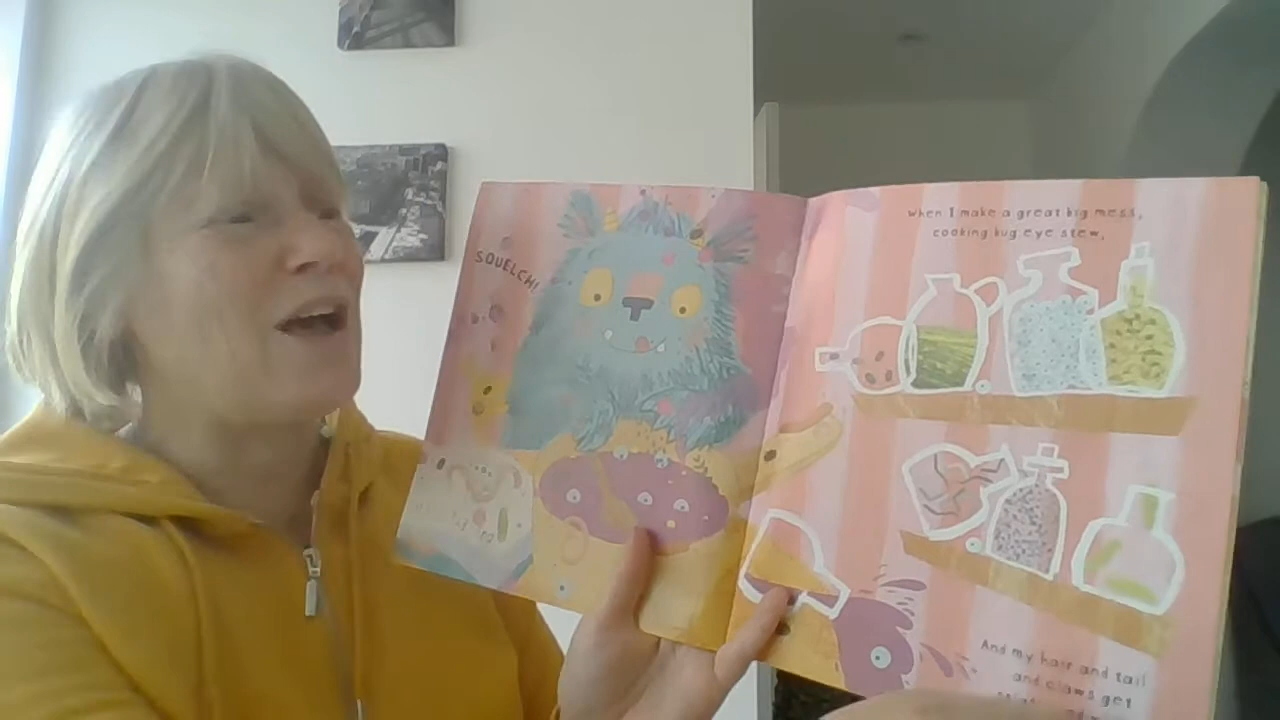 SQUELCH!
when I make a great big mess,
cooking bug eye stew,
And my hair and tail
and claws get